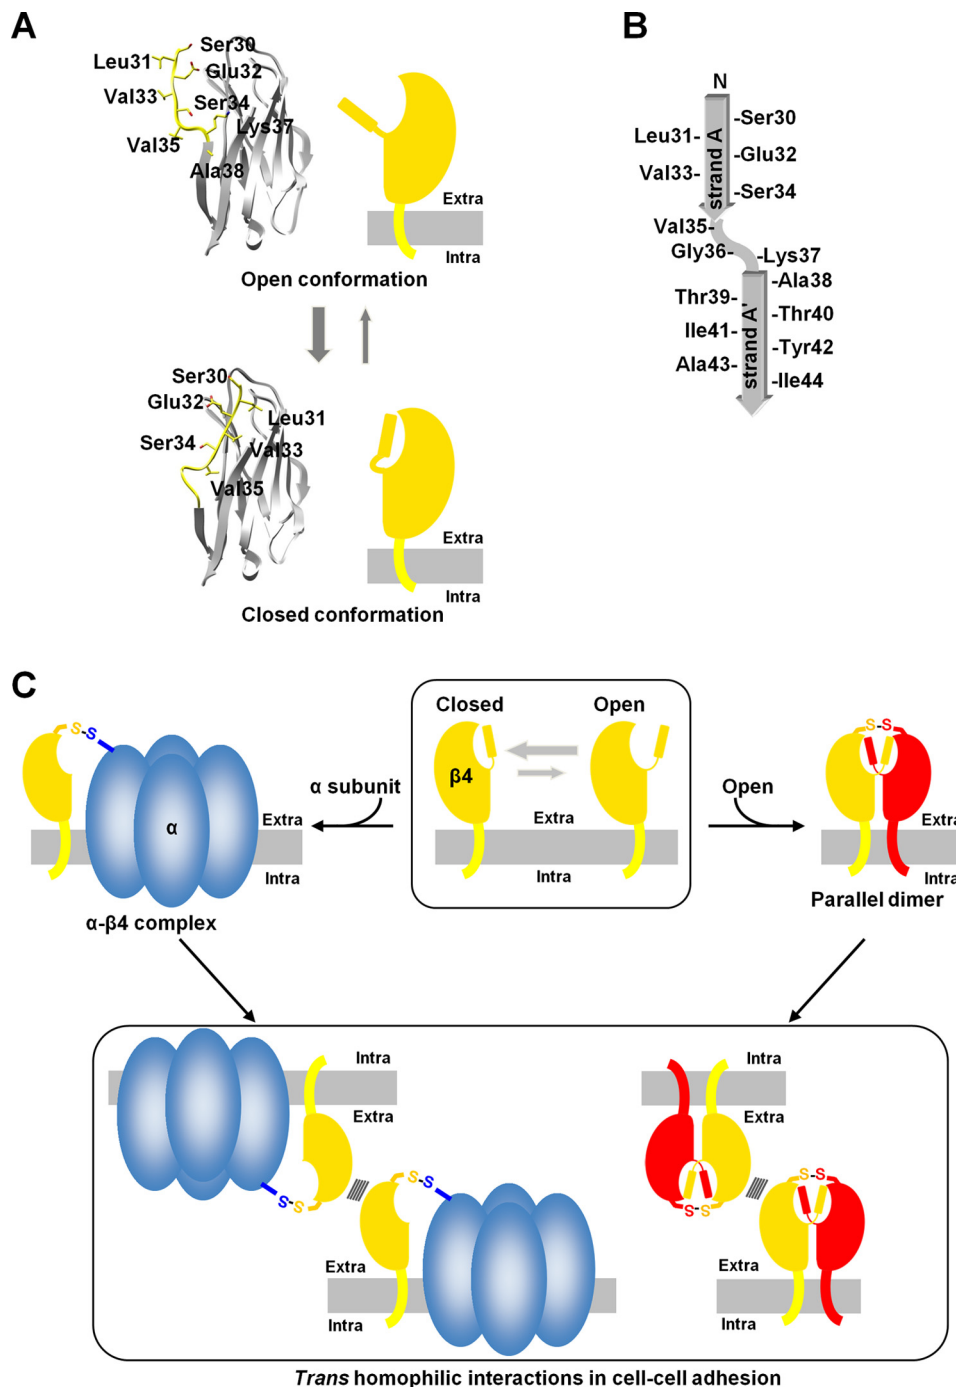 A
Ser30
Leu31
Glu32
Val33
Ser34
Lys37
Val35
Ala38
Extra
Intra
Open conformation
Ser30
Glu32
Leu31
Ser34
Val33
Val35
Extra
Intra
Closed conformation
B
N
strand A
Ser30
Leu31
Glu32
Val33
Ser34
Val35
Gly36
Lys37
Ala38
Thr39
Thr40
strand A'
Ile41
Tyr42
Ala43
Ile44
C
S-S
α
Extra
Intra
α-β4 complex
α subunit
Closed
Open
β4
Extra
Intra
Open
S-S
Extra
Intra
Parallel dimer
Intra
Extra
S-S
S-S
Extra
Intra
Intra
Extra
S-S
S-S
Extra
Intra
Trans homophilic interactions in cell-cell adhesion